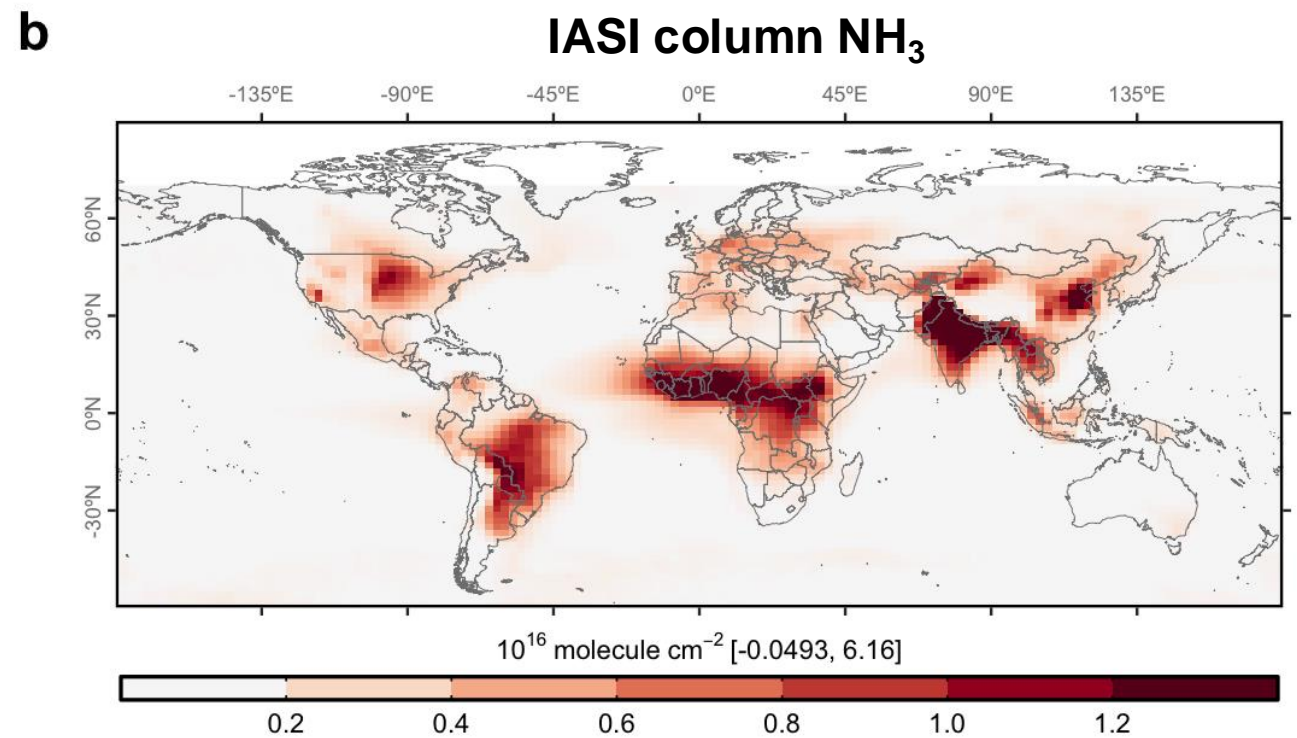 b
IASI column NH₃
-135ºE -90ºE -45ºE 0ºE 45ºE 90ºE 135ºE
60ºN
30ºN
0ºN
-30ºN
10¹⁶ molecule cm⁻² [-0.0493, 6.16]
0.2 0.4 0.6 0.8 1.0 1.2